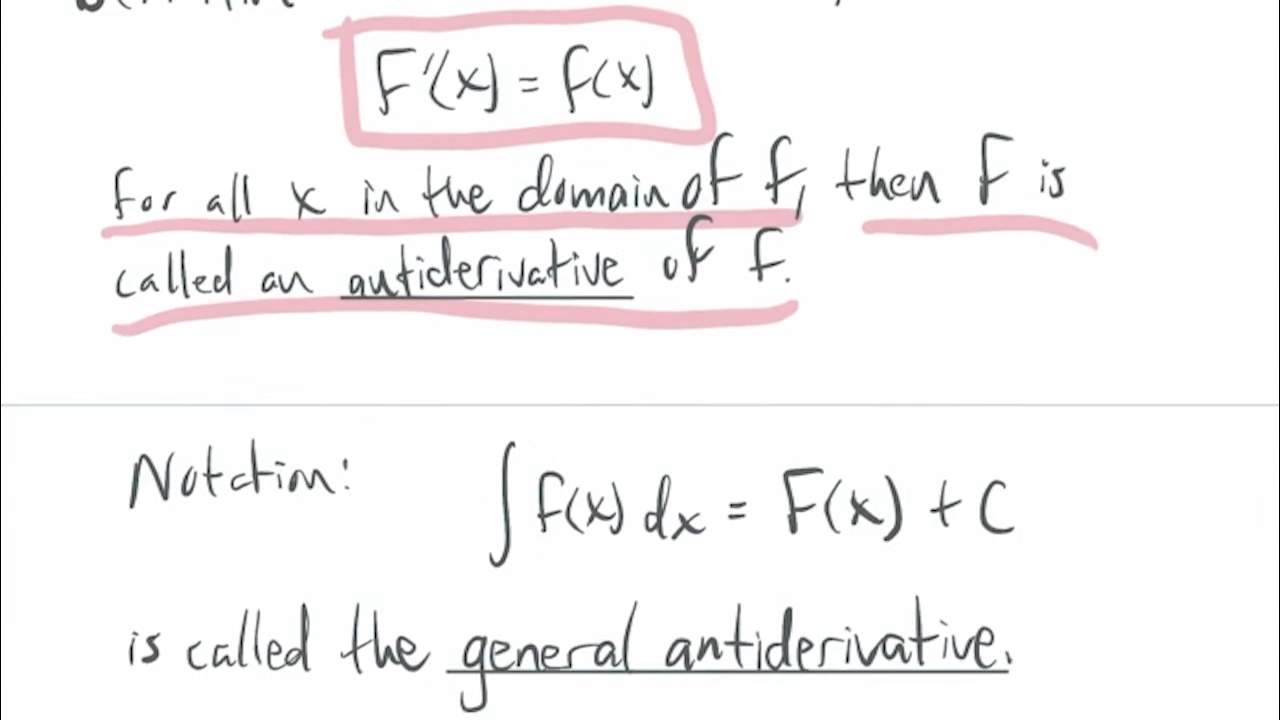 F'(x) = f(x)
for all x in the domain of f, then F is
called an antiderivative of f.
Notation: ∫ f(x) dx = F(x) + C
is called the general antiderivative.